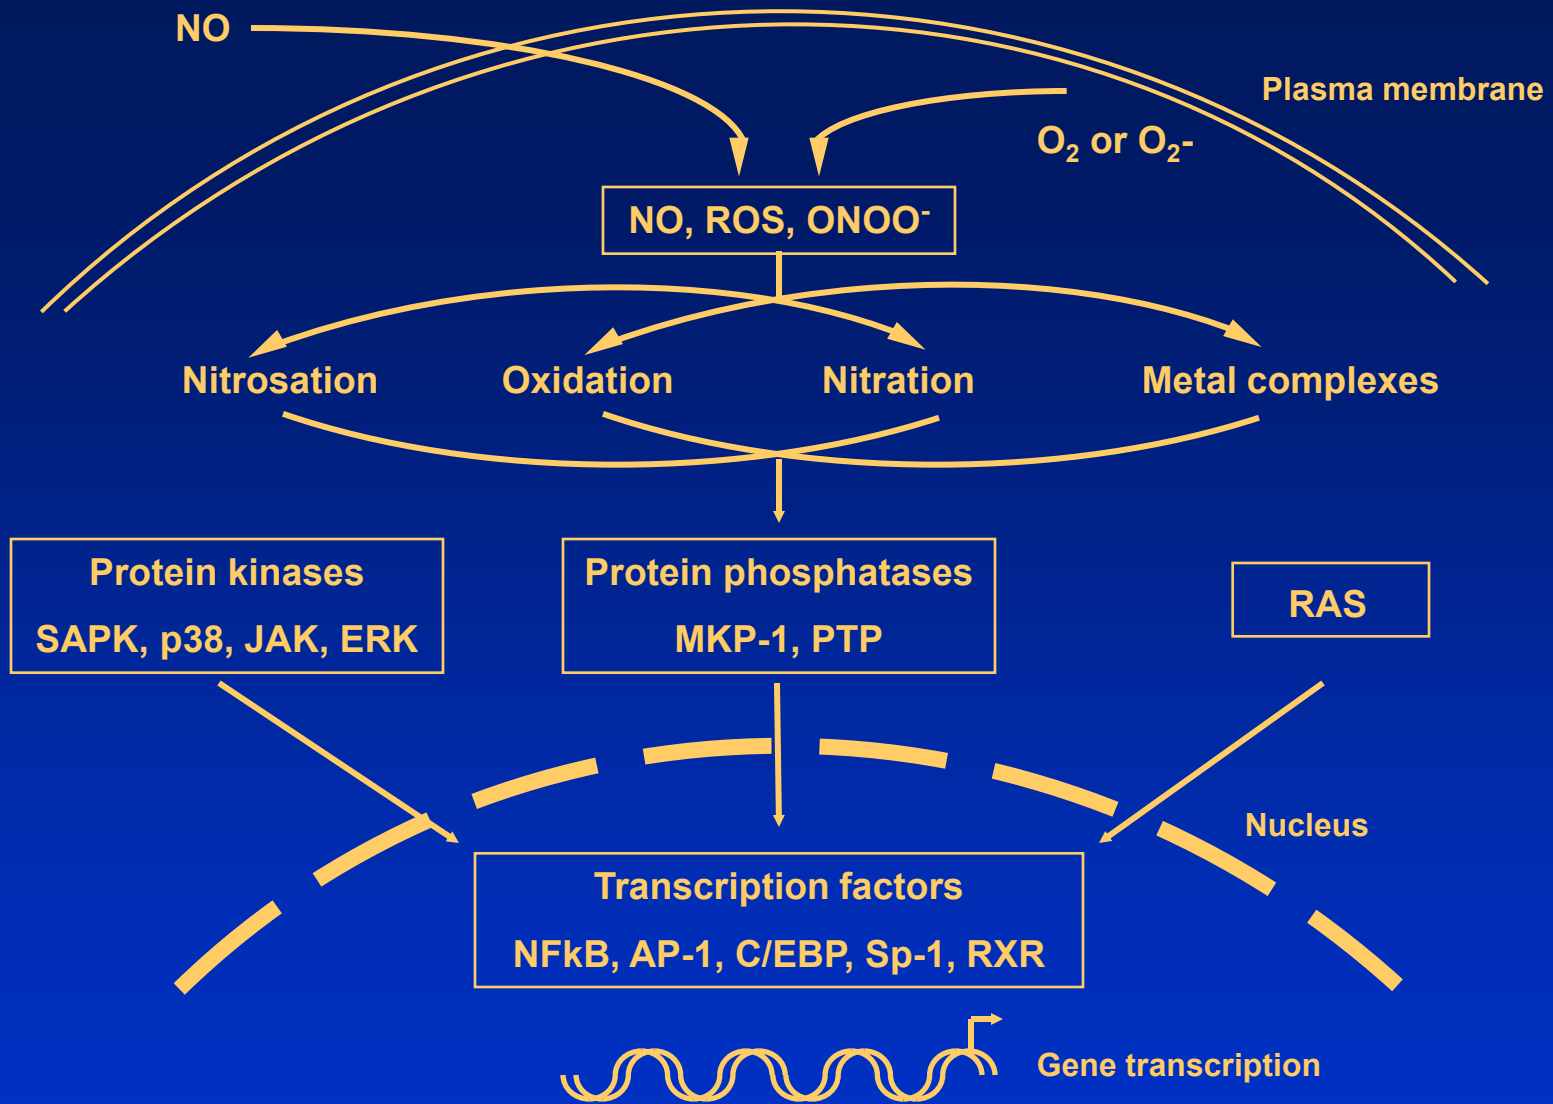 NO
Plasma membrane
O₂ or O₂-
NO, ROS, ONOO⁻
Nitrosation
Oxidation
Nitration
Metal complexes
Protein kinases
SAPK, p38, JAK, ERK
Protein phosphatases
MKP-1, PTP
RAS
Nucleus
Transcription factors
NFkB, AP-1, C/EBP, Sp-1, RXR
Gene transcription